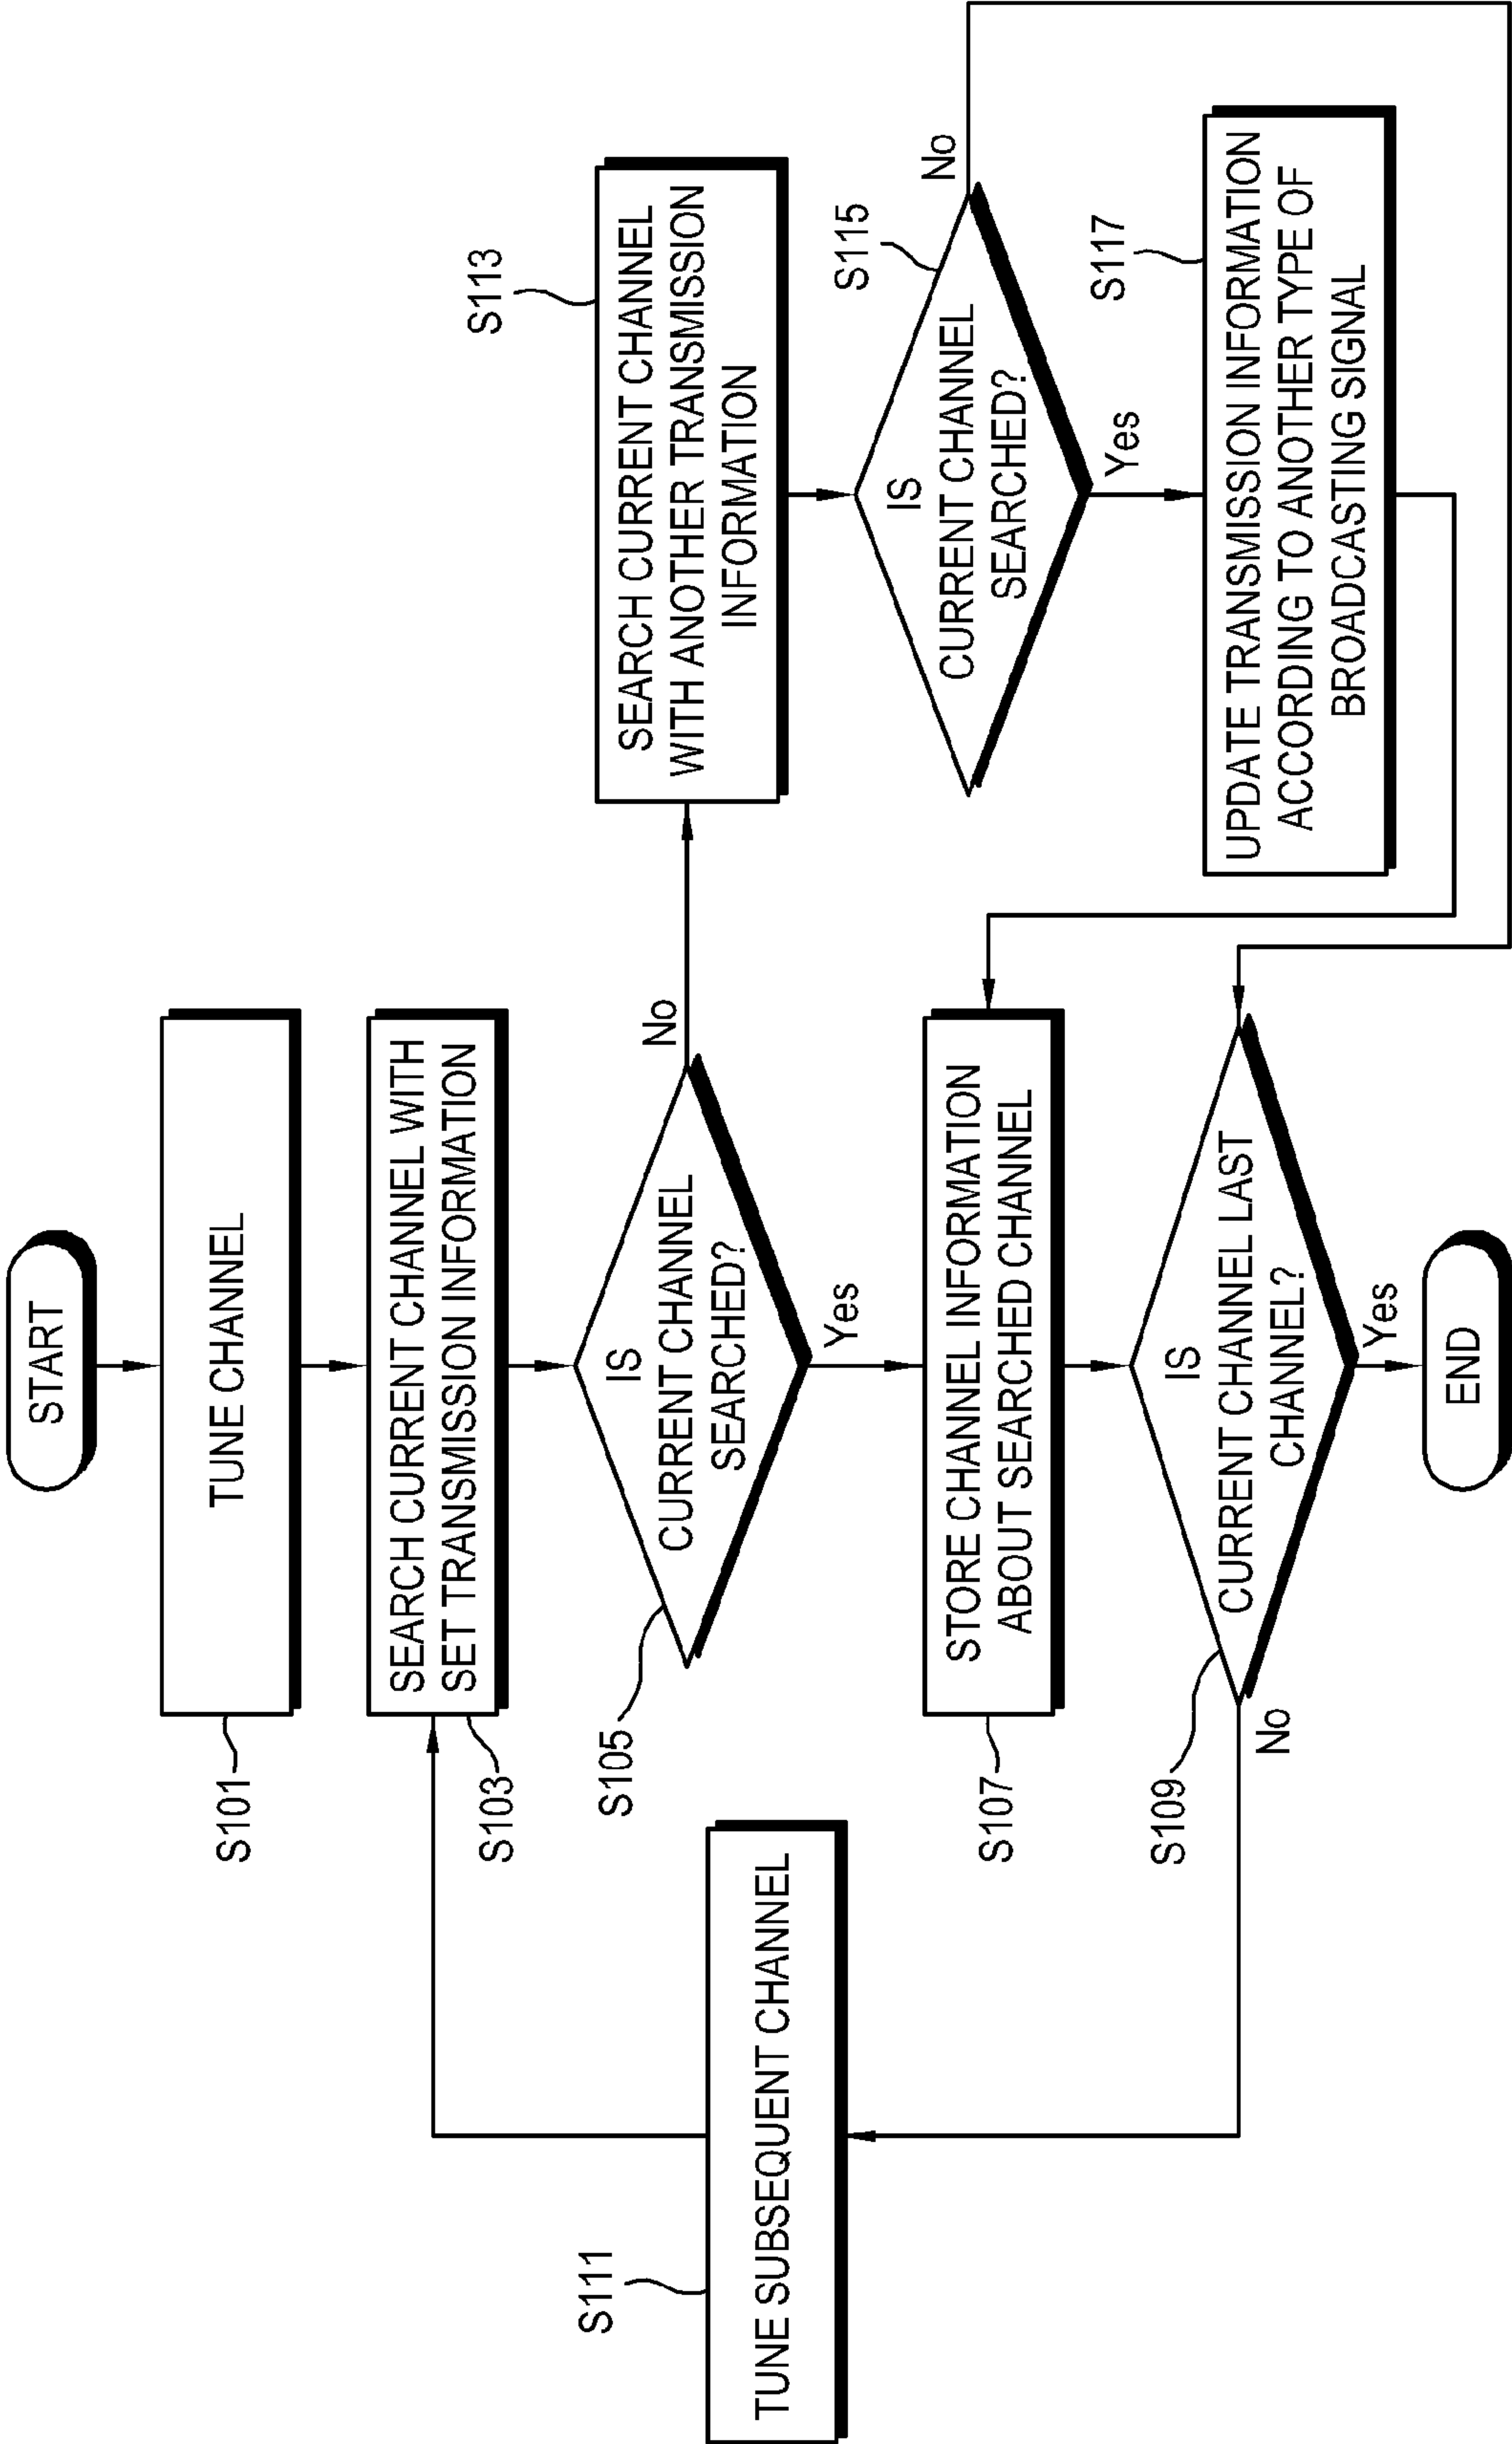 START
TUNE CHANNEL
S101
SEARCH CURRENT CHANNEL WITH
SET TRANSMISSION INFORMATION
S103
IS
CURRENT CHANNEL
SEARCHED?
S105
No
Yes
SEARCH CURRENT CHANNEL
WITH ANOTHER TRANSMISSION
INFORMATION
S113
IS
CURRENT CHANNEL
SEARCHED?
S115
No
Yes
UPDATE TRANSMISSION INFORMATION
ACCORDING TO ANOTHER TYPE OF
BROADCASTING SIGNAL
S117
STORE CHANNEL INFORMATION
ABOUT SEARCHED CHANNEL
S107
IS
CURRENT CHANNEL LAST
CHANNEL?
S109
No
Yes
TUNE SUBSEQUENT CHANNEL
S111
END